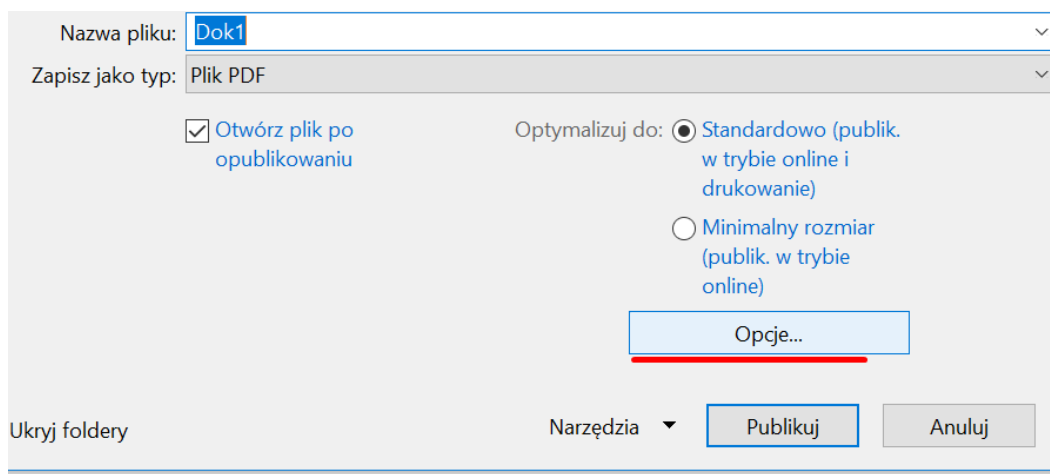 Nazwa pliku: Dok1
Zapisz jako typ: Plik PDF
Otwórz plik po
opublikowaniu
Optymalizuj do: Standardowo (publik.
w trybie online i
drukowanie)
Minimalny rozmiar
(publik. w trybie
online)
Opcje...
Ukryj foldery
Narzędzia
Publikuj
Anuluj